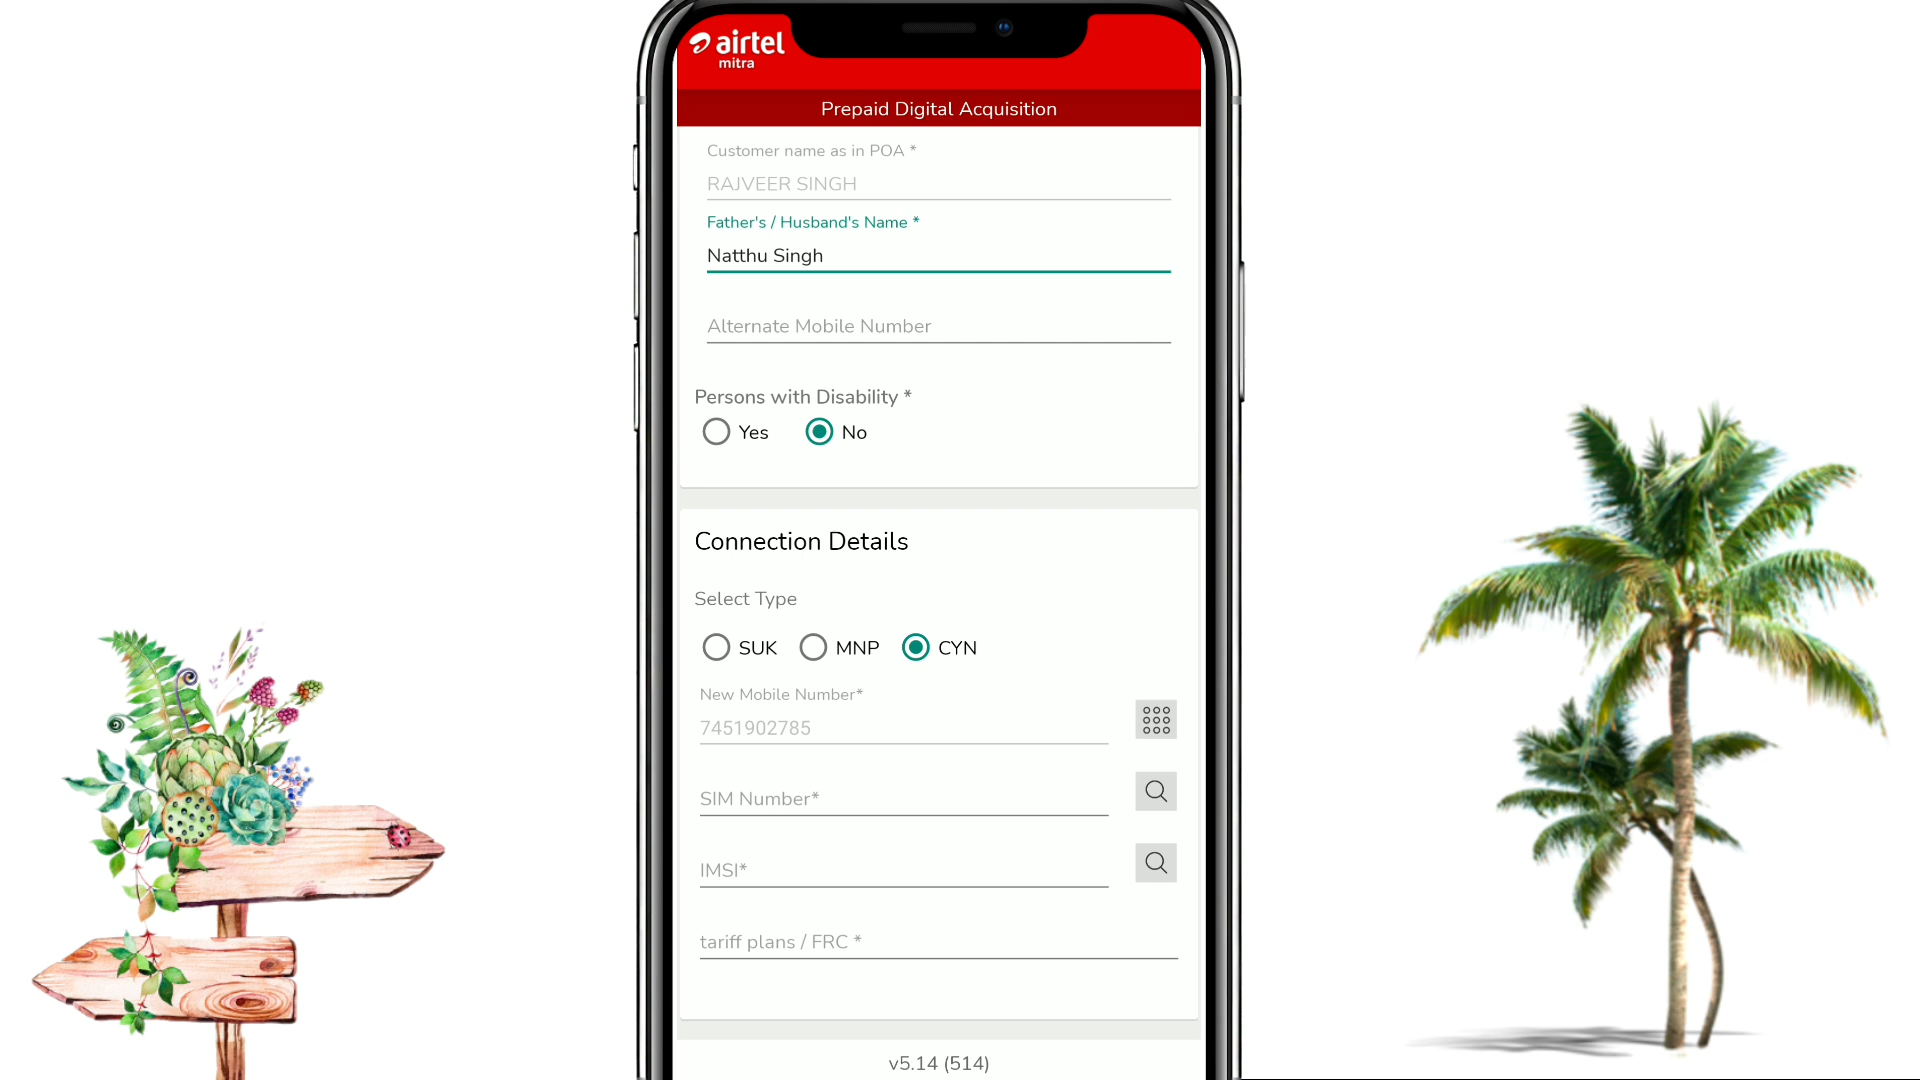 airtel
mitra
Prepaid Digital Acquisition
Customer name as in POA *
RAJVEER SINGH
Father's / Husband's Name *
Natthu Singh
Alternate Mobile Number
Persons with Disability *
Yes No
Connection Details
Select Type
SUK MNP CYN
New Mobile Number*
7451902785
SIM Number*
IMSI*
tariff plans / FRC *
v5.14 (514)